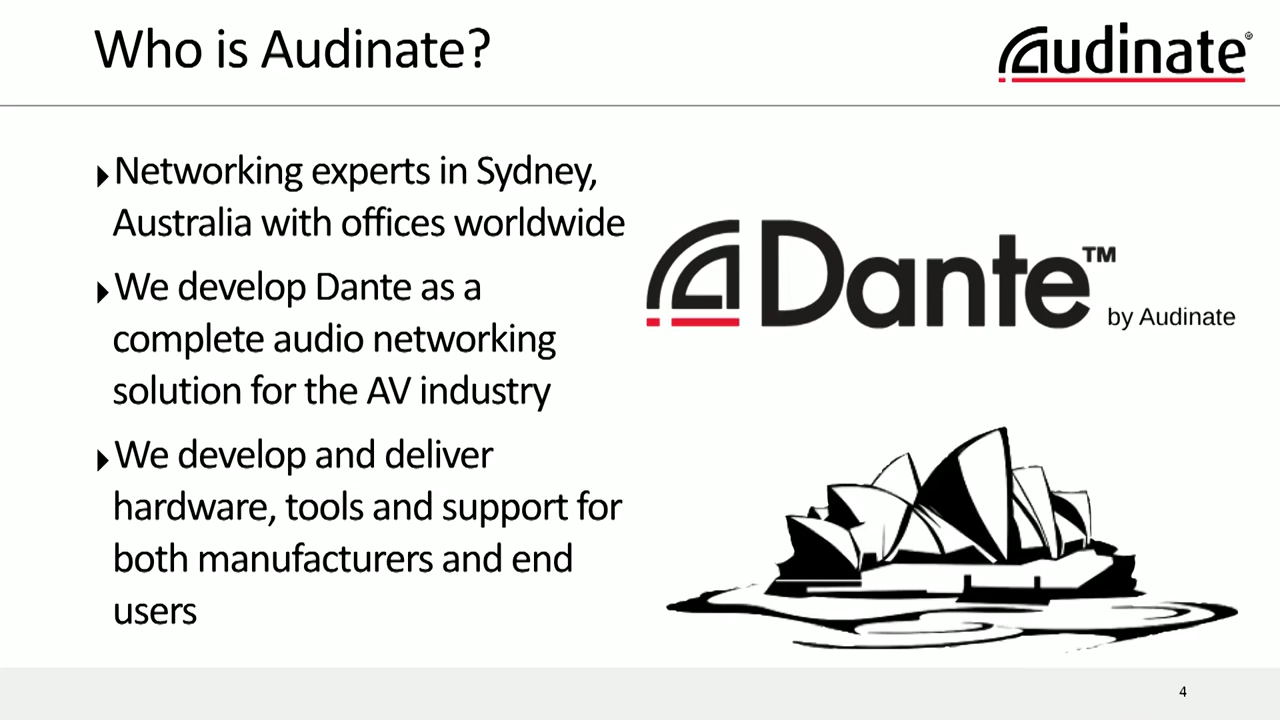 Who is Audinate?
Audinate®
‣Networking experts in Sydney,
Australia with offices worldwide
‣We develop Dante as a
complete audio networking
solution for the AV industry
‣We develop and deliver
hardware, tools and support for
both manufacturers and end
users
Dante™
by Audinate
4